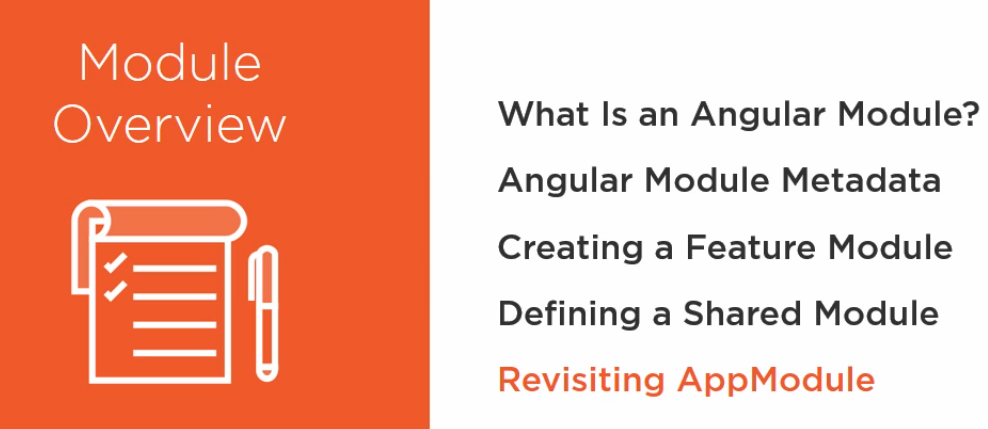 Module
Overview
What Is an Angular Module?
Angular Module Metadata
Creating a Feature Module
Defining a Shared Module
Revisiting AppModule